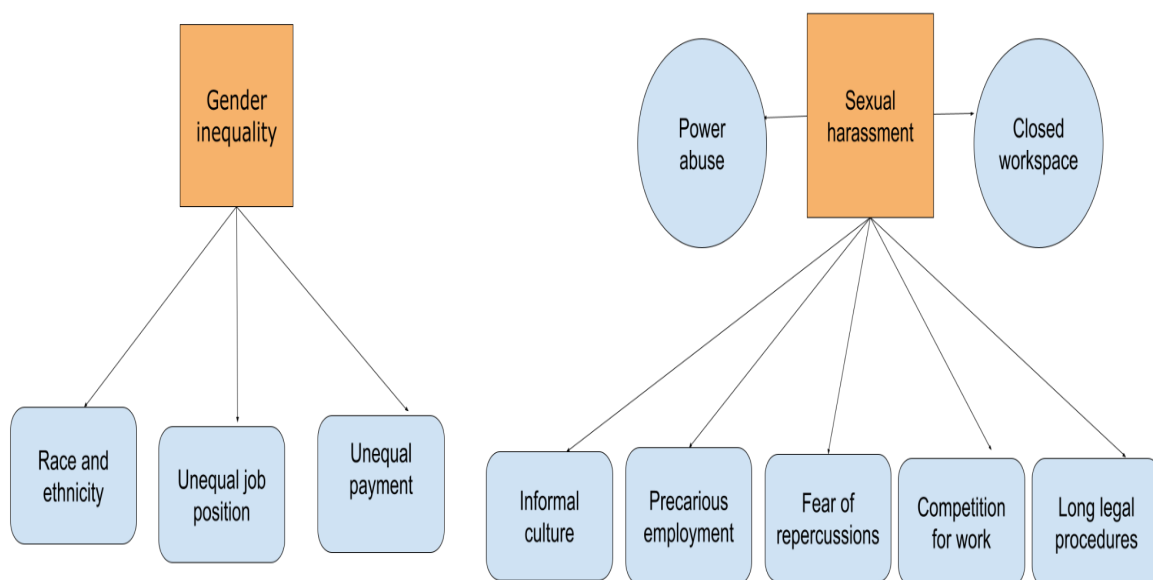 Gender
inequality
Sexual
harassment
Power
abuse
Closed
workspace
Race and
ethnicity
Unequal job
position
Unequal
payment
Informal
culture
Precarious
employment
Fear of
repercussions
Competition
for work
Long legal
procedures